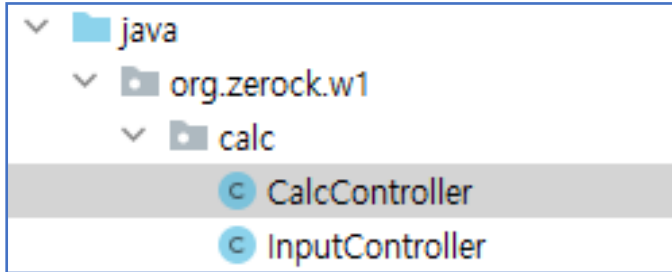 java
org.zerock.w1
calc
C CalcController
C InputController